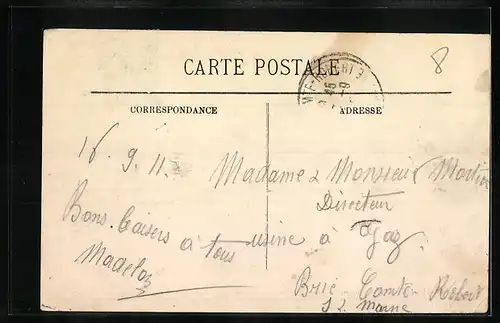 8
CARTE POSTALE
CORRESPONDANCE
ADRESSE
16.9.11.
Madame & Monsieur
Directeur
Bons baisers à tous
usine à Gaz
Brie-Comte-Robert
S & Marne